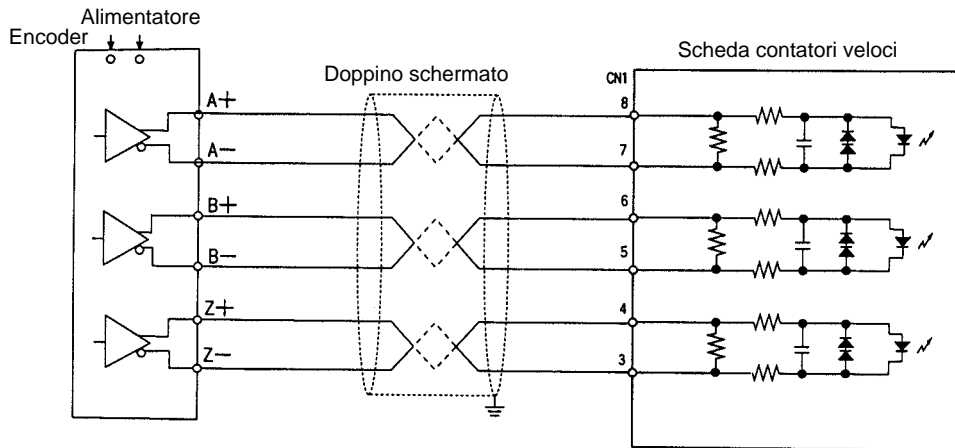 Alimentatore
Encoder
Scheda contatori veloci
Doppino schermato
CN1
A+
8
A−
7
B+
6
B−
5
Z+
4
Z−
3